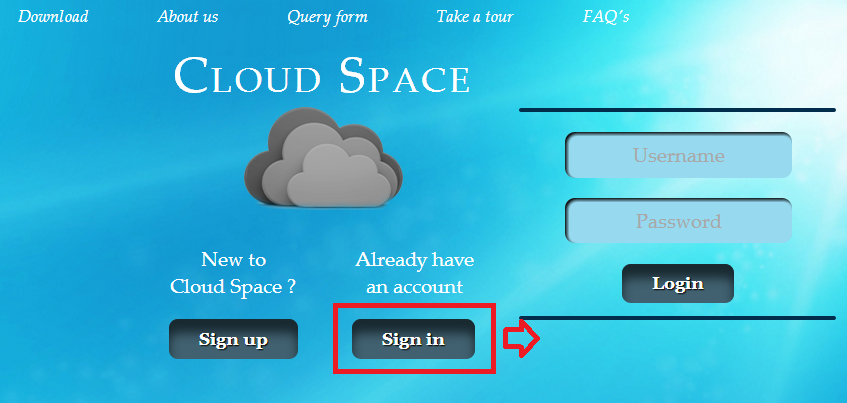 Download About us Query form Take a tour FAQ's
Cloud Space
Username
Password
Login
New to
Cloud Space ?
Already have
an account
Sign up
Sign in